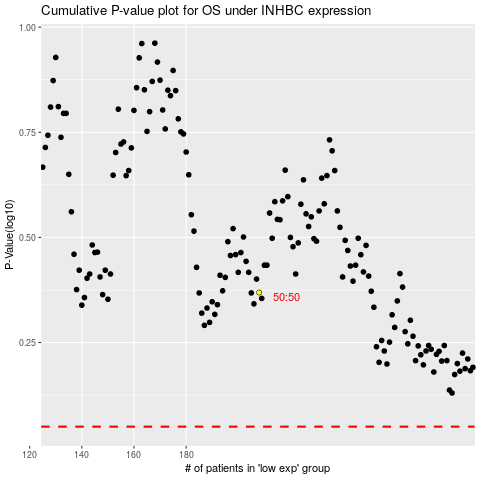 Cumulative P-value plot for OS under INHBC expression
1.00
0.75
0.50
0.25
P-Value(log10)
50:50
120 140 160 180
# of patients in 'low exp' group